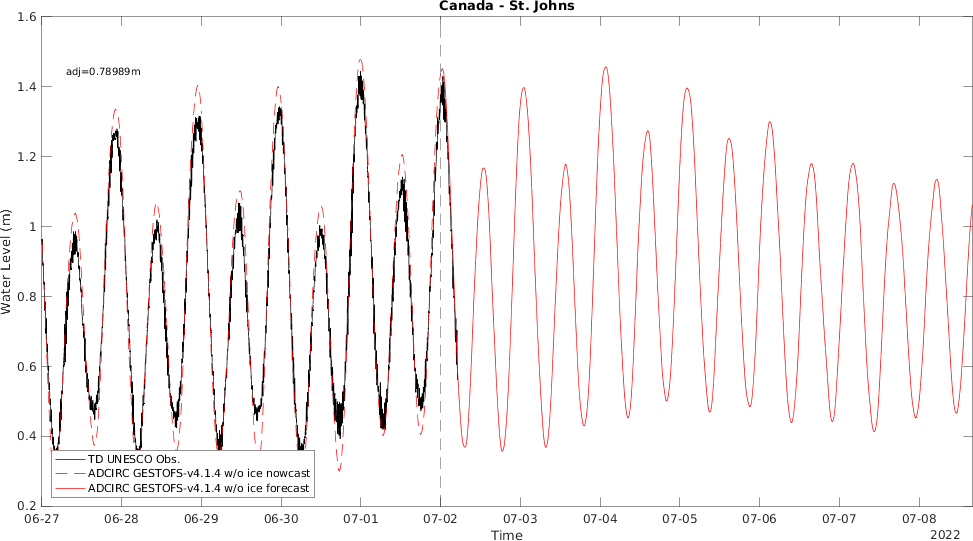 Canada - St. Johns
1.6
adj=0.78989m
1.4
1.2
1
0.8
0.6
0.4
0.2
Water Level (m)
TD UNESCO Obs.
ADCIRC GESTOFS-v4.1.4 w/o ice nowcast
ADCIRC GESTOFS-v4.1.4 w/o ice forecast
06-27 06-28 06-29 06-30 07-01 07-02 07-03 07-04 07-05 07-06 07-07 07-08
Time
2022